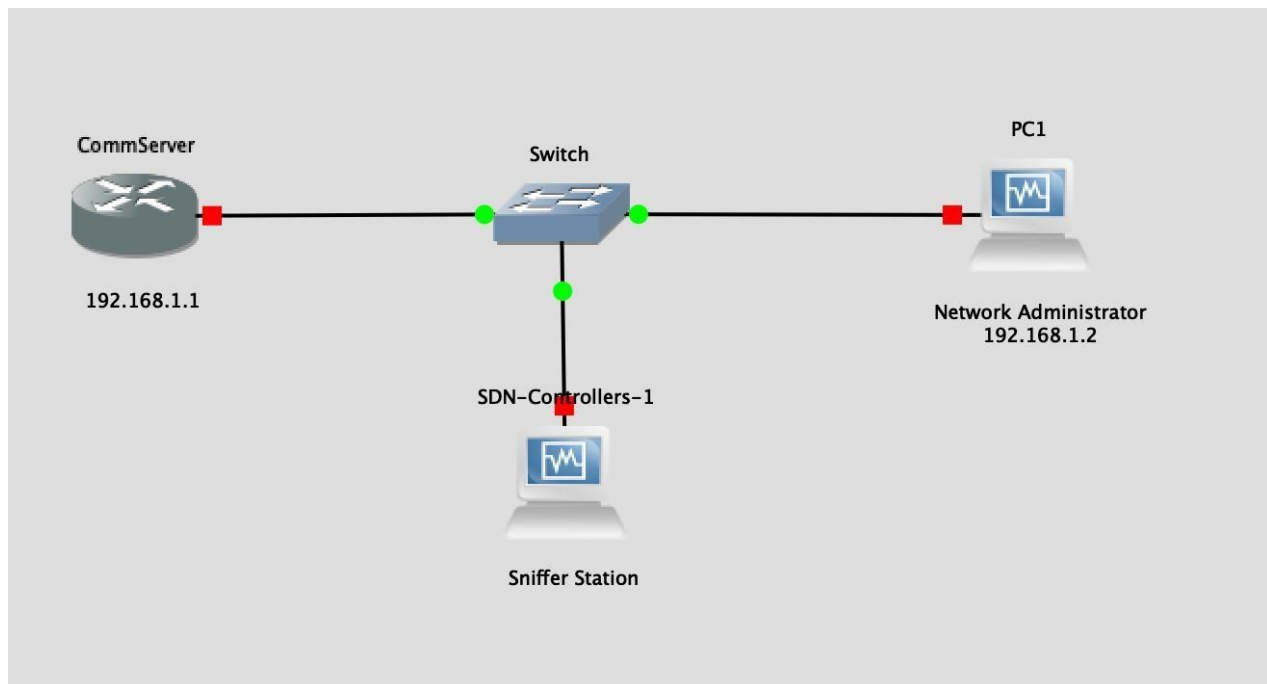 PC1
CommServer
Switch
192.168.1.1
Network Administrator
192.168.1.2
SDN-Controllers-1
Sniffer Station